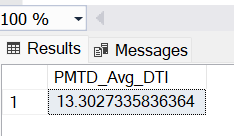 100 %
Results Messages
PMTD_Avg_DTI
1 13.3027335836364